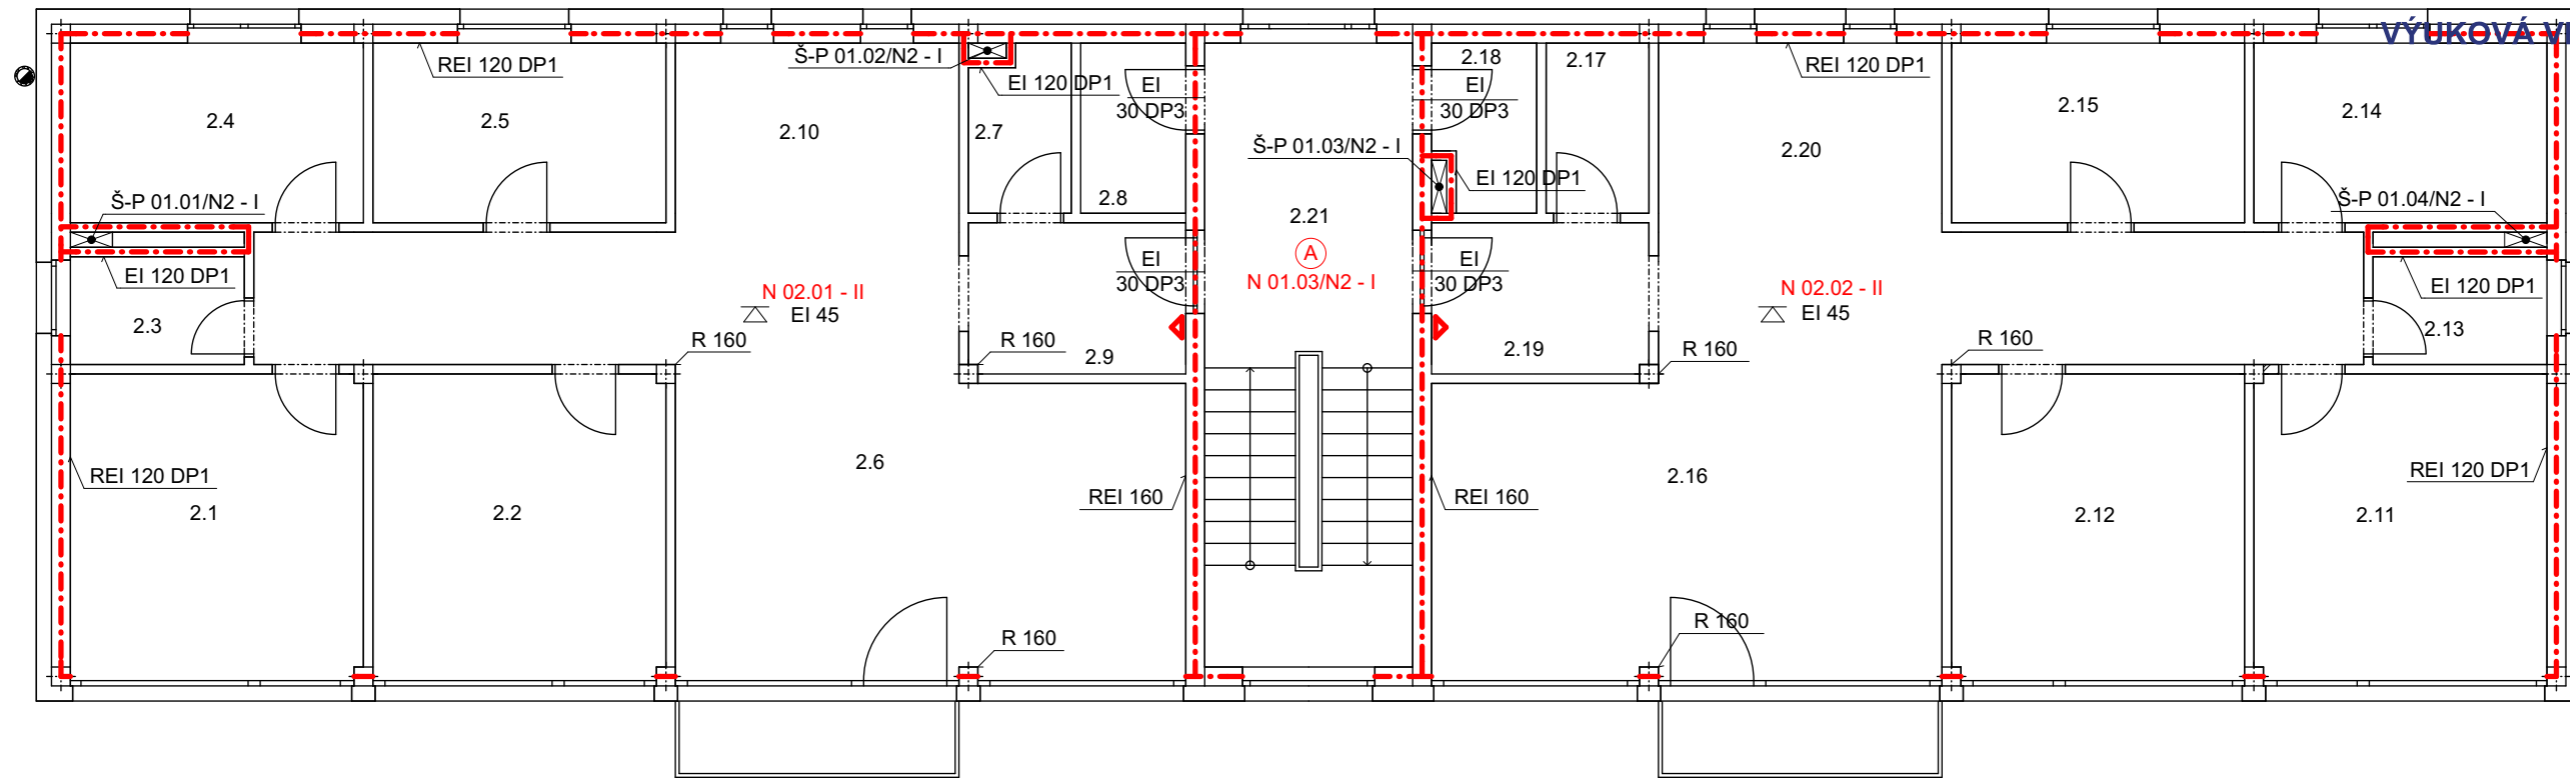 VÝUKOVÁ
Š-P 01.02/N2 - I
REI 120 DP1
EI 120 DP1
EI
30 DP3
EI
30 DP3
2.18
2.17
REI 120 DP1
2.15
2.14
2.4
2.5
2.10
2.7
Š-P 01.03/N2 - I
2.20
EI 120 DP1
Š-P 01.01/N2 - I
2.8
2.21
Š-P 01.04/N2 - I
A
EI
30 DP3
EI
30 DP3
EI 120 DP1
N 01.03/N2 - I
EI 120 DP1
N 02.01 - II
EI 45
N 02.02 - II
EI 45
2.3
2.13
R 160
R 160
2.9
2.19
R 160
R 160
REI 120 DP1
2.6
2.16
REI 120 DP1
REI 160
REI 160
2.1
2.2
2.12
2.11
R 160
R 160